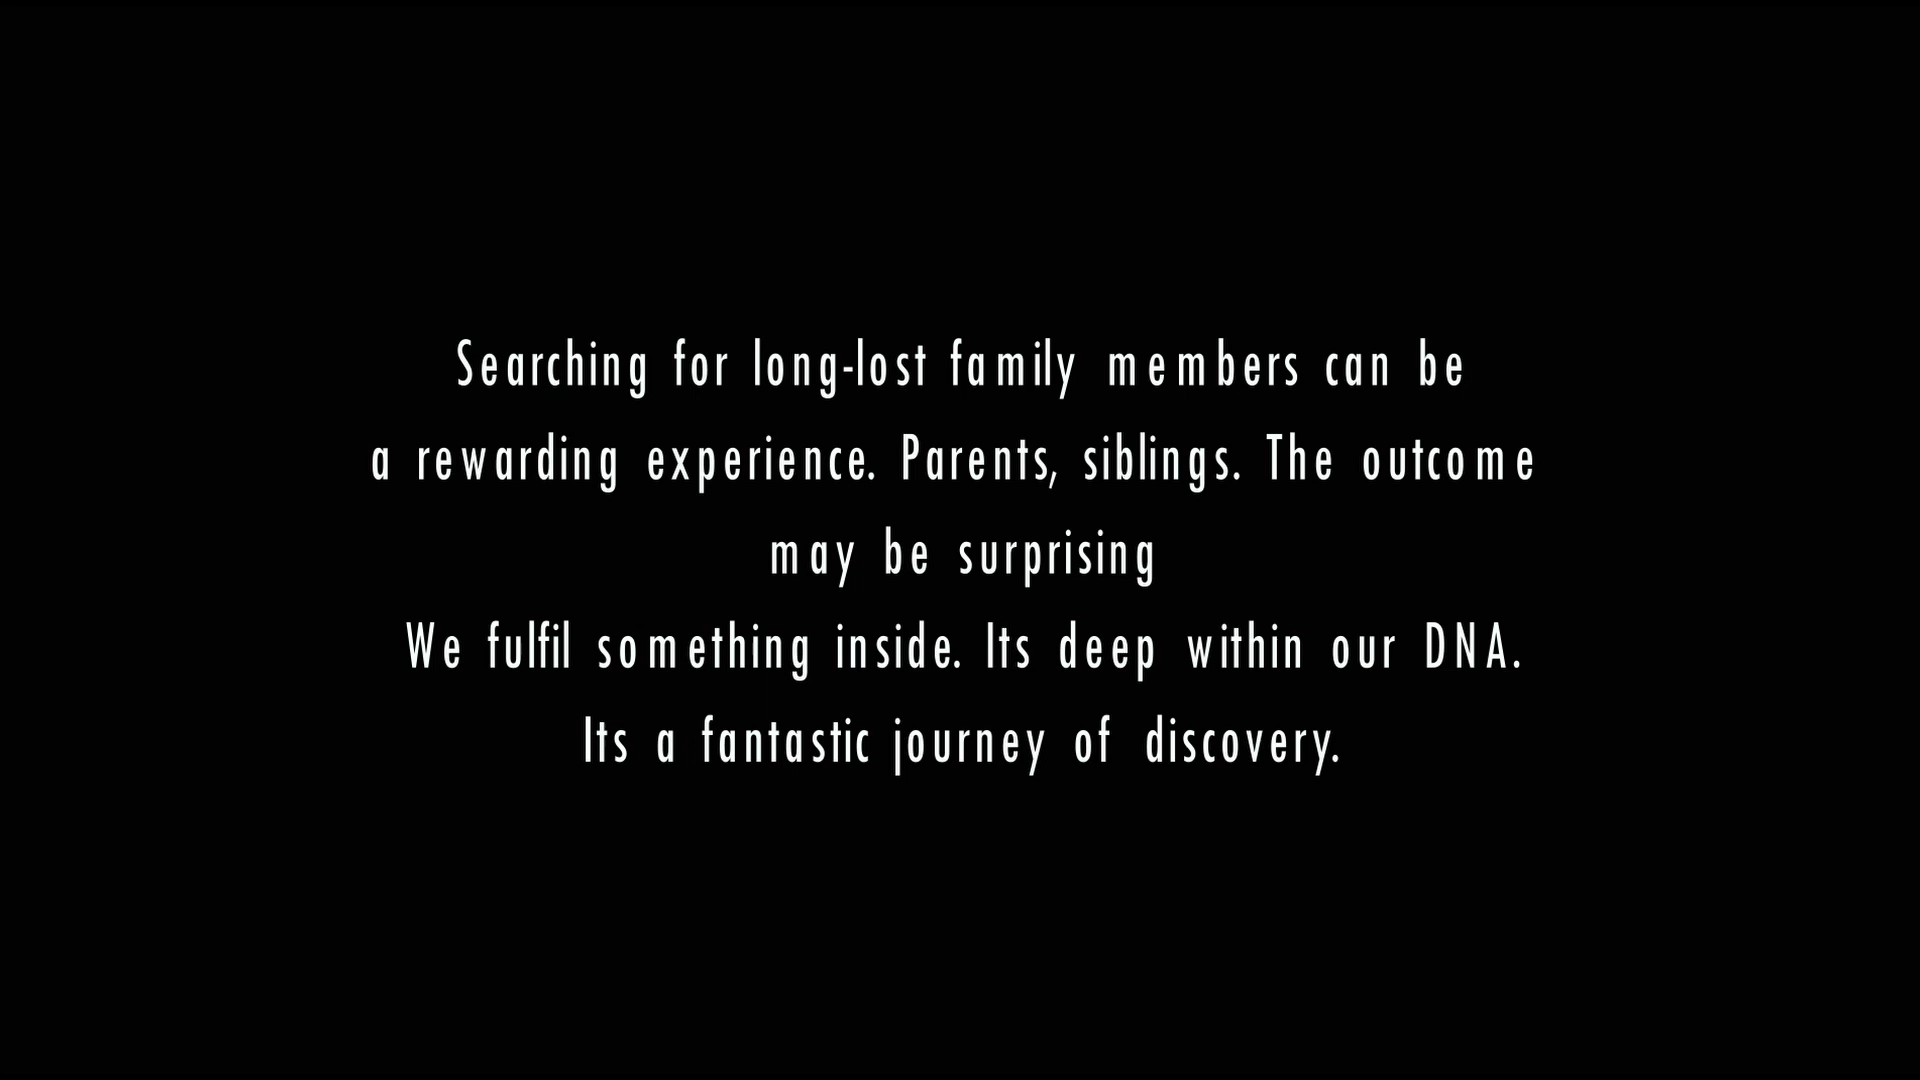 Searching for long-lost family members can be
a rewarding experience. Parents, siblings. The outcome
may be surprising
We fulfil something inside. Its deep within our DNA.
Its a fantastic journey of discovery.